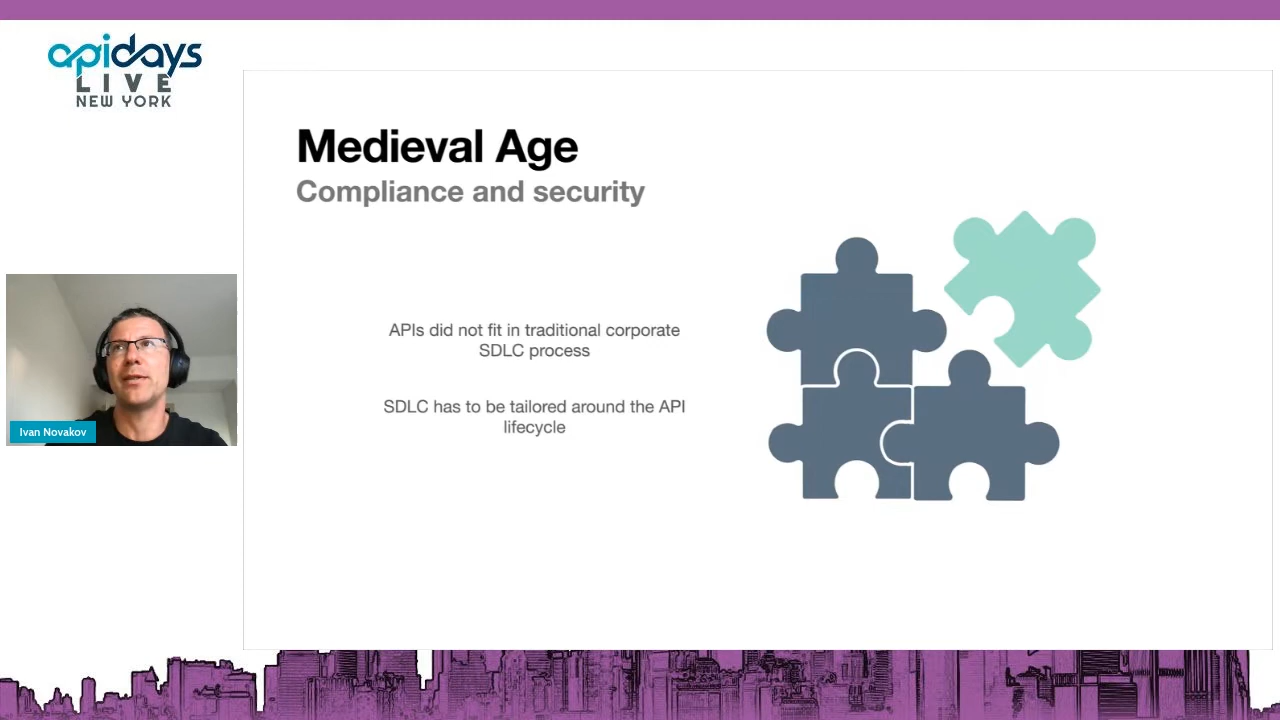 apidays
LIVE
NEW YORK
Medieval Age
Compliance and security
APIs did not fit in traditional corporate
SDLC process
SDLC has to be tailored around the API
lifecycle
Ivan Novakov